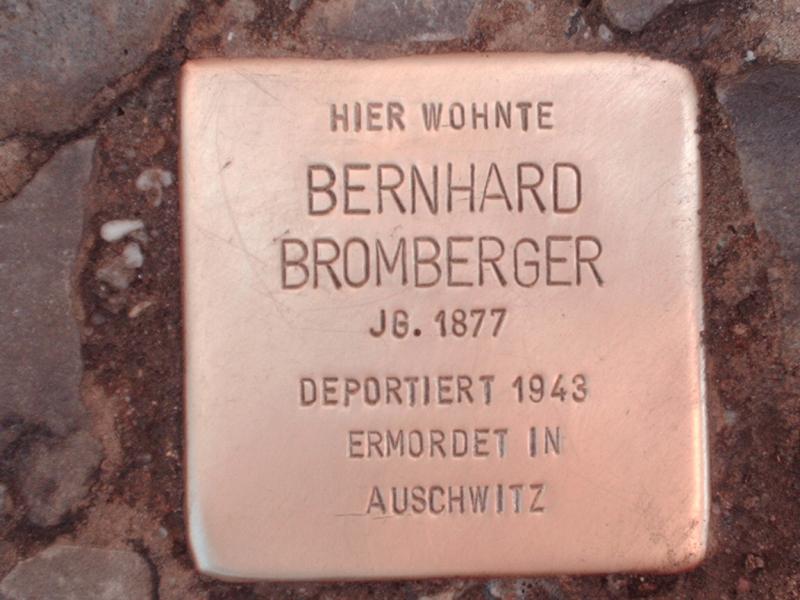 HIER WOHNTE
BERNHARD
BROMBERGER
JG. 1877
DEPORTIERT 1943
ERMORDET IN
AUSCHWITZ